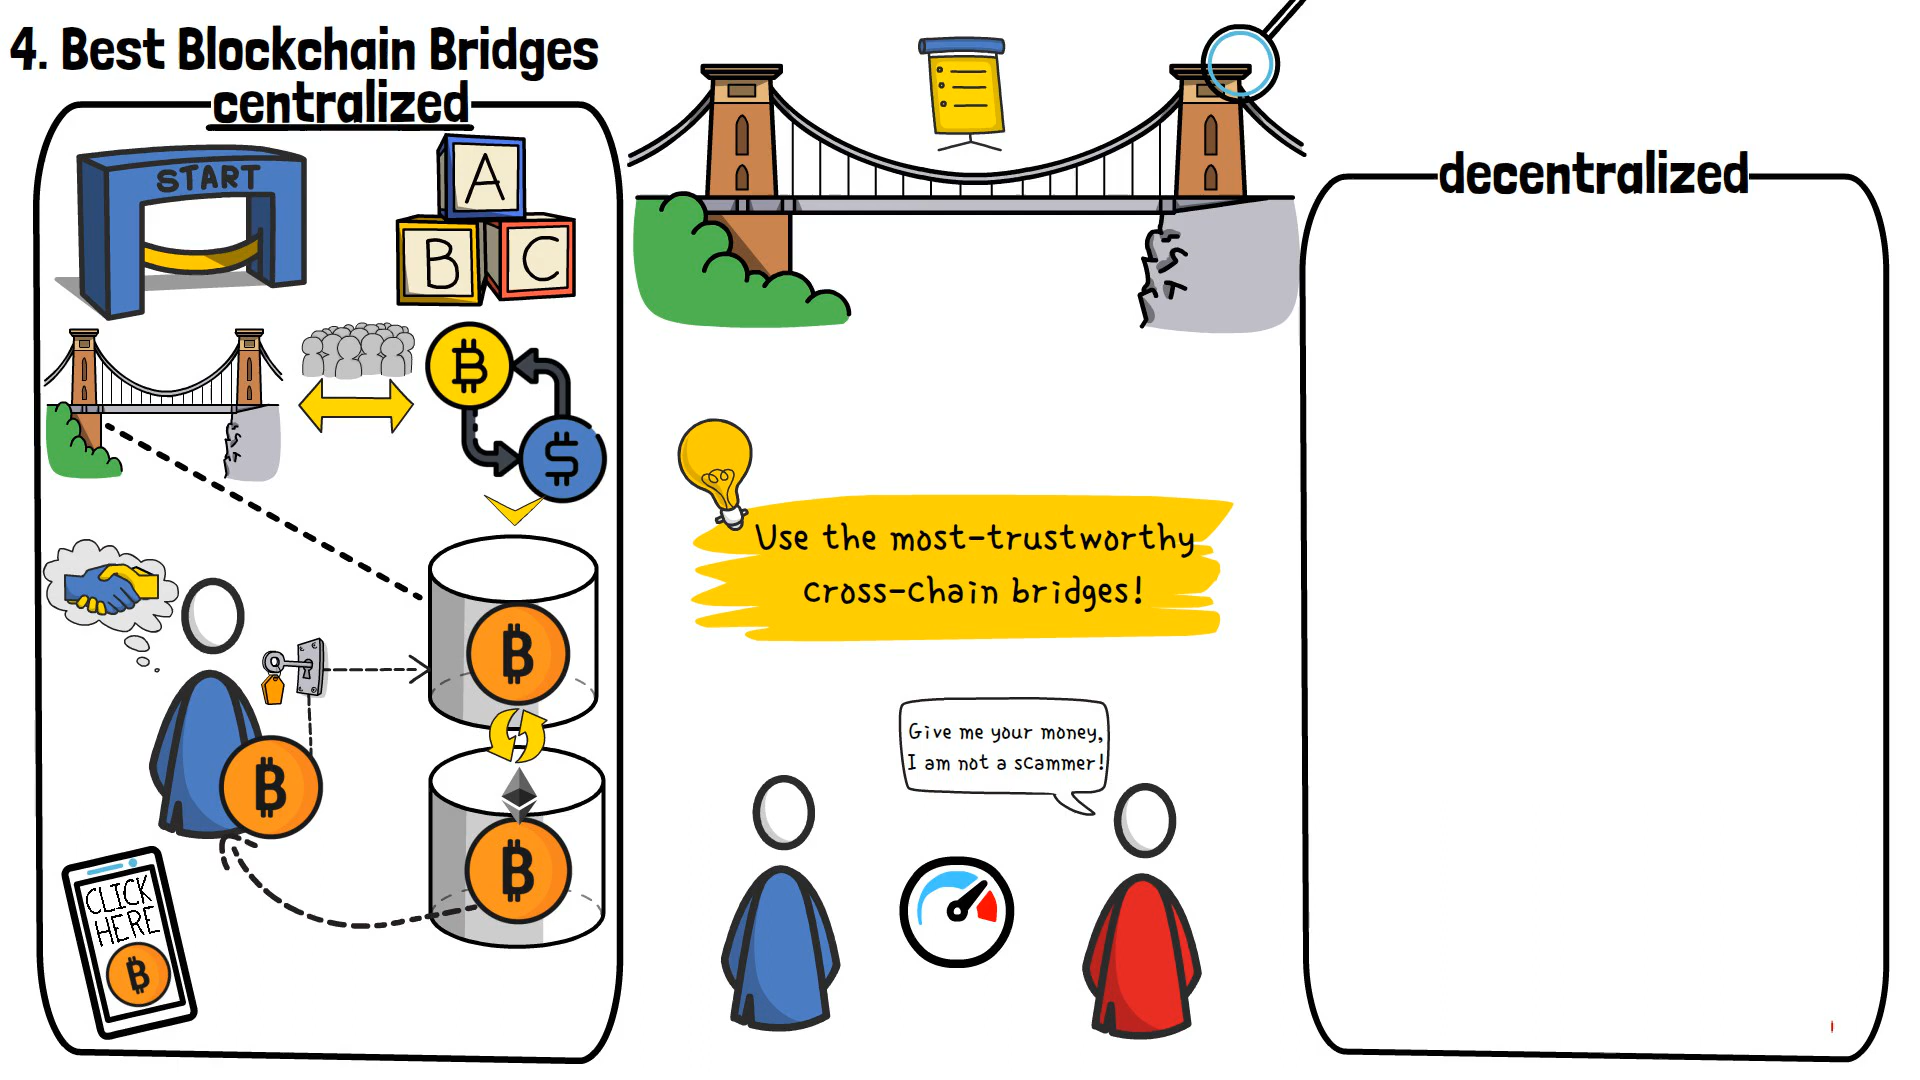 4. Best Blockchain Bridges
centralized
START
A
B
C
CLICK
HERE
Use the most-trustworthy
cross-chain bridges!
Give me your money,
I am not a scammer!
decentralized